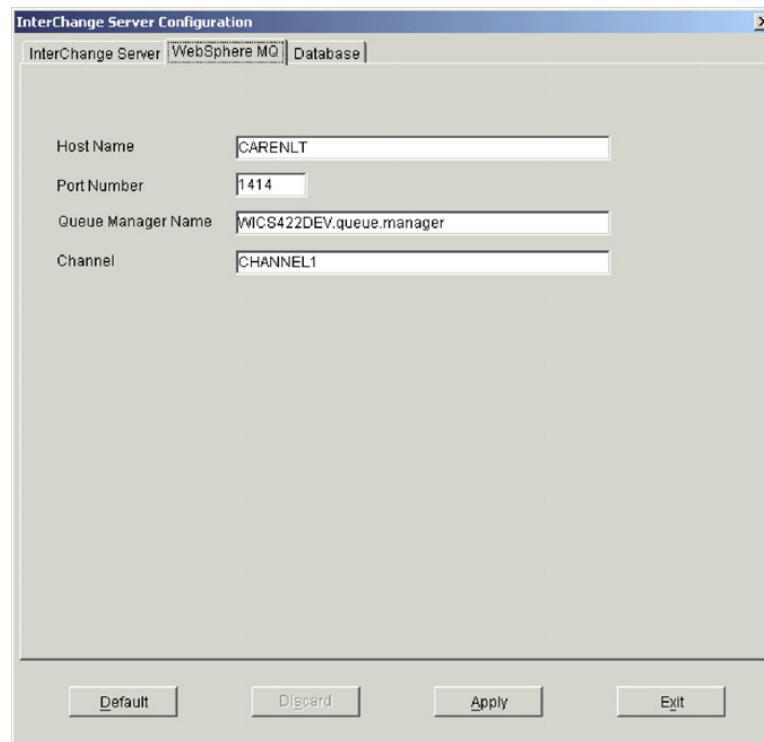 InterChange Server Configuration
InterChange Server WebSphere MQ Database
Host Name CARENLT
Port Number 1414
Queue Manager Name WICS422DEV.queue.manager
Channel CHANNEL1
Default Discard Apply Exit